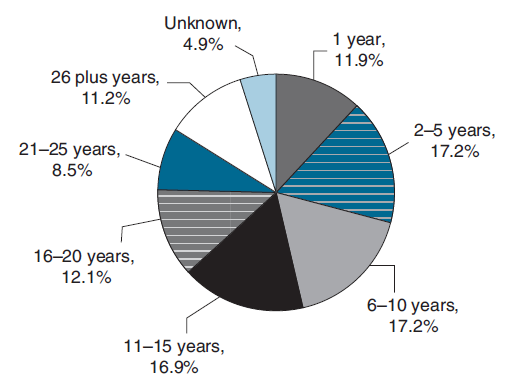 Unknown,
4.9%
1 year,
11.9%
26 plus years,
11.2%
2–5 years,
17.2%
21–25 years,
8.5%
16–20 years,
12.1%
6–10 years,
17.2%
11–15 years,
16.9%